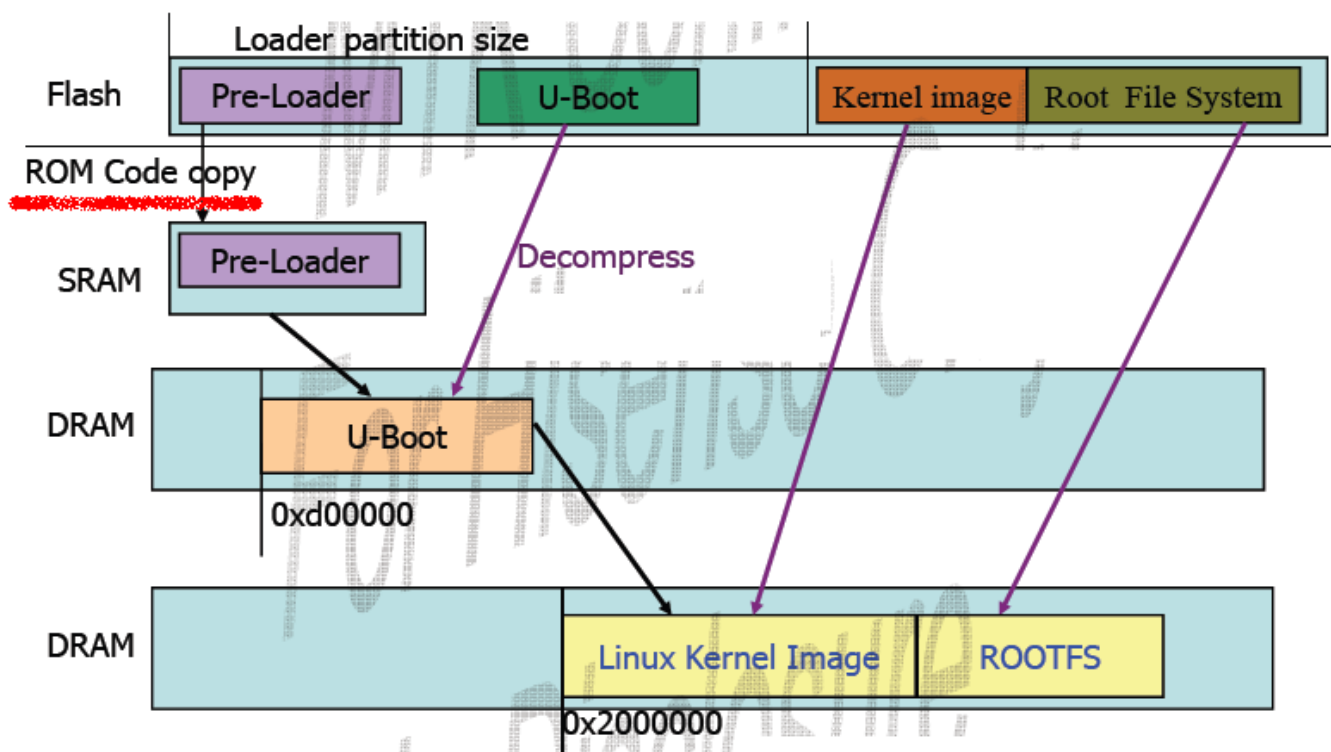 Loader partition size
Flash
Pre-Loader
U-Boot
Kernel image
Root File System
ROM Code copy
SRAM
Pre-Loader
Decompress
DRAM
U-Boot
0xd00000
DRAM
Linux Kernel Image
ROOTFS
0x2000000